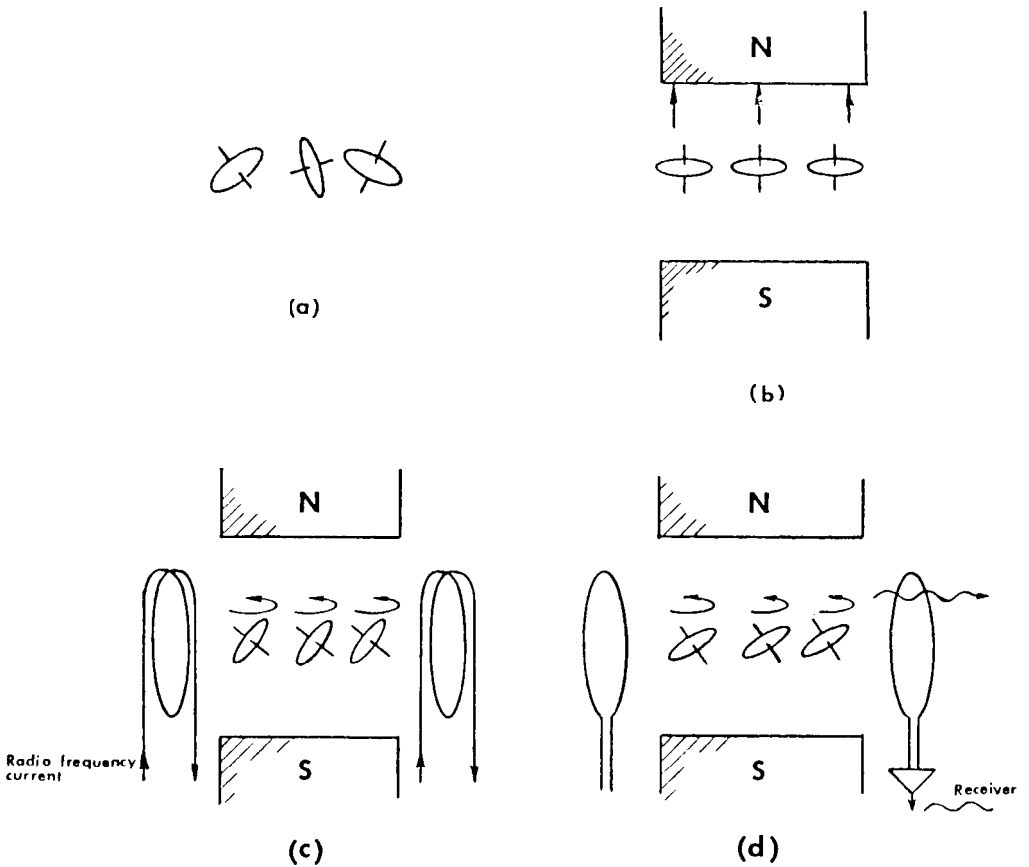 N
(a)
S
(b)
N
N
Radio frequency
current
S
S
Receiver
(c)
(d)